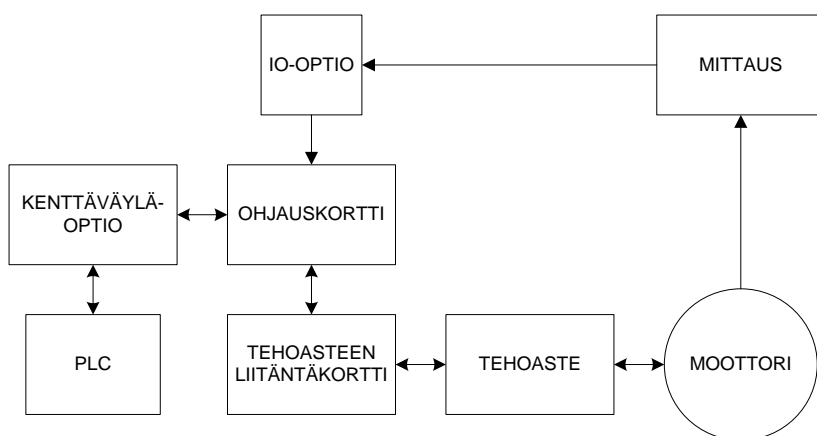 IO-OPTIO
MITTAUS
KENTTÄVÄYLÄ-
OPTIO
OHJAUSKORTTI
PLC
TEHOASTEEN
LIITÄNTÄKORTTI
TEHOASTE
MOOTTORI